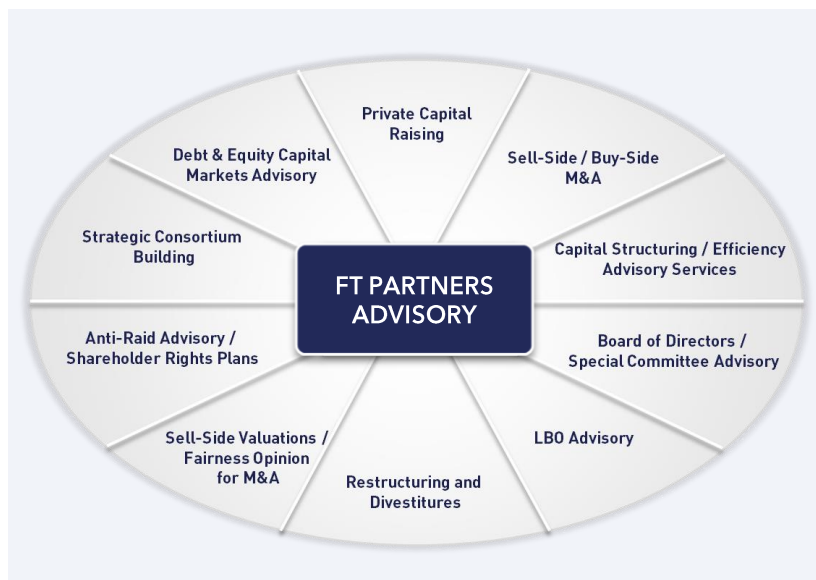 Private Capital
Raising
Sell-Side / Buy-Side
M&A
Capital Structuring / Efficiency
Advisory Services
Board of Directors /
Special Committee Advisory
LBO Advisory
Restructuring and
Divestitures
Sell-Side Valuations /
Fairness Opinion
for M&A
Anti-Raid Advisory /
Shareholder Rights Plans
Strategic Consortium
Building
Debt & Equity Capital
Markets Advisory
FT PARTNERS
ADVISORY